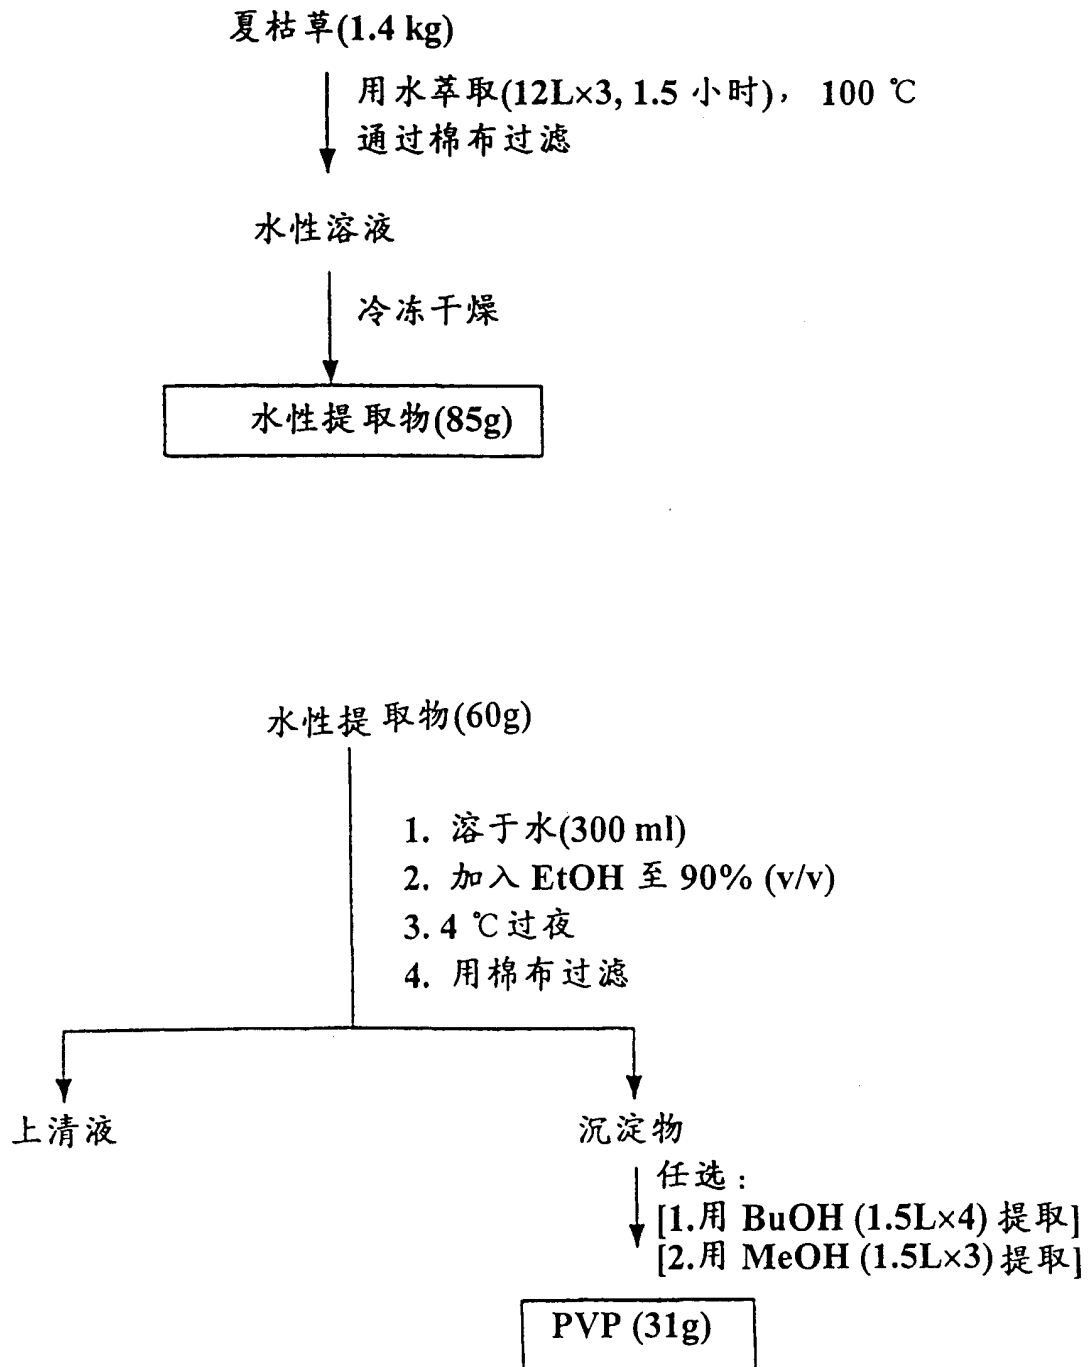 夏枯草(1.4 kg)
用水萃取(12L×3, 1.5 小时)， 100 ℃
通过棉布过滤
水性溶液
冷冻干燥
水性提取物(85g)
水性提取物(60g)
1. 溶于水(300 ml)
2. 加入 EtOH 至 90% (v/v)
3. 4 ℃过夜
4. 用棉布过滤
上清液
沉淀物
任选：
[1.用 BuOH (1.5L×4) 提取]
[2.用 MeOH (1.5L×3) 提取]
PVP (31g)